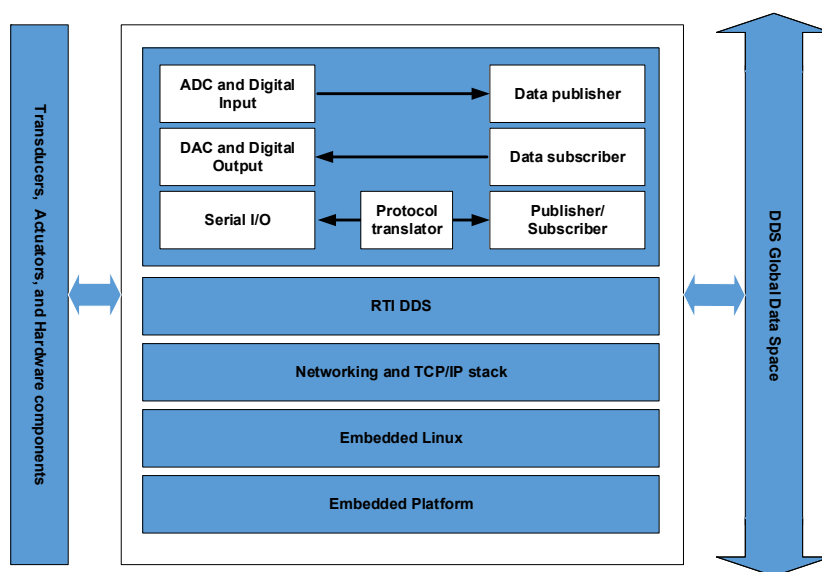 Transducers, Actuators, and Hardware components
ADC and Digital
Input
Data publisher
DAC and Digital
Output
Data subscriber
Serial I/O
Protocol
translator
Publisher/
Subscriber
RTI DDS
Networking and TCP/IP stack
Embedded Linux
Embedded Platform
DDS Global Data Space